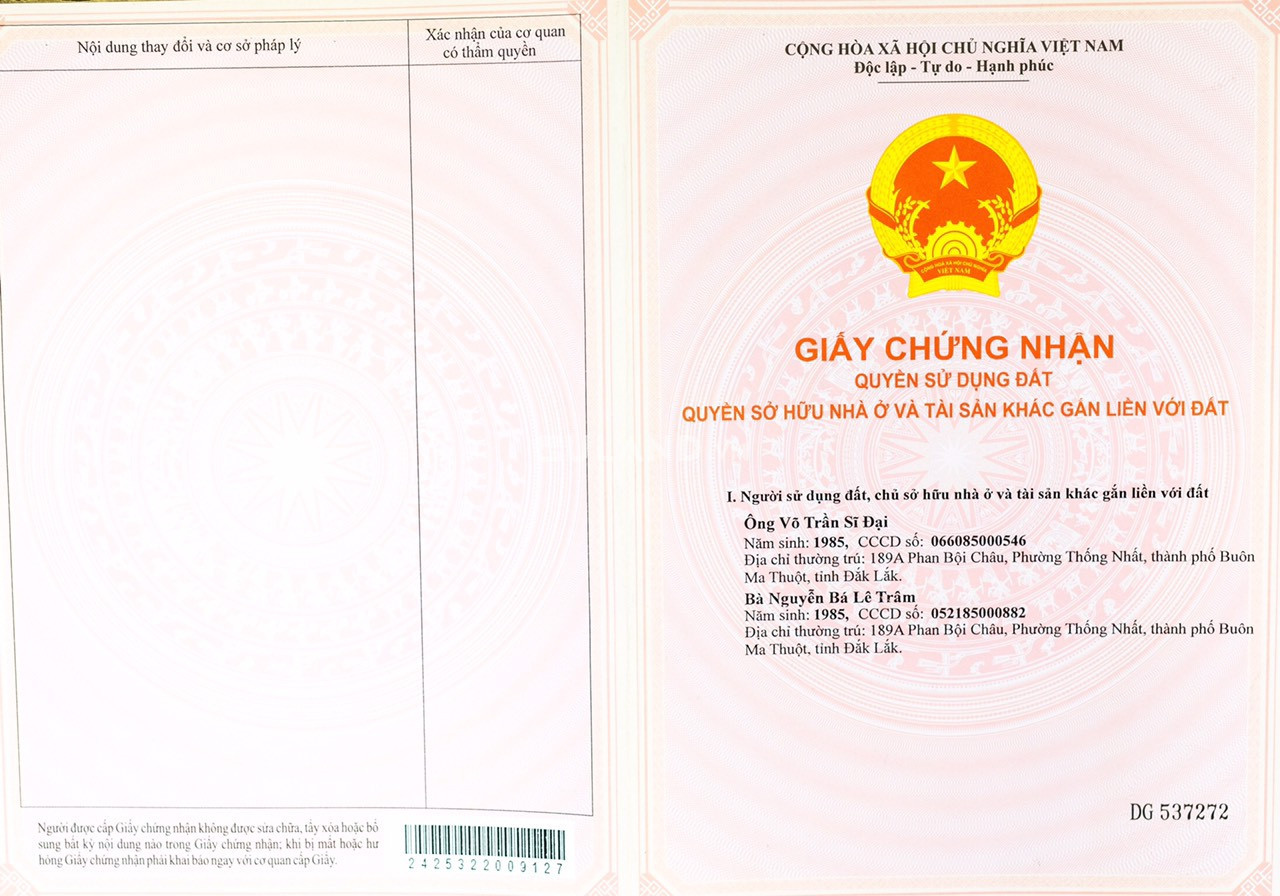 Nội dung thay đổi và cơ sở pháp lý
Xác nhận của cơ quan
có thẩm quyền
Người được cấp Giấy chứng nhận không được sửa chữa, tẩy xóa hoặc bổ
sung bất kỳ nội dung nào trong Giấy chứng nhận; khi bị mất hoặc hư
hỏng Giấy chứng nhận phải khai báo ngay với cơ quan cấp Giấy.
2425322009127
CỘNG HÒA XÃ HỘI CHỦ NGHĨA VIỆT NAM
Độc lập - Tự do - Hạnh phúc
CỘNG HOÀ XÃ HỘI CHỦ NGHĨA
VIỆT NAM
GIẤY CHỨNG NHẬN
QUYỀN SỬ DỤNG ĐẤT
QUYỀN SỞ HỮU NHÀ Ở VÀ TÀI SẢN KHÁC GẮN LIỀN VỚI ĐẤT
I. Người sử dụng đất, chủ sở hữu nhà ở và tài sản khác gắn liền với đất
Ông Võ Trần Sĩ Đại
Năm sinh: 1985, CCCD số: 066085000546
Địa chỉ thường trú: 189A Phan Bội Châu, Phường Thống Nhất, thành phố Buôn
Ma Thuột, tỉnh Đắk Lắk.
Bà Nguyễn Bá Lê Trâm
Năm sinh: 1985, CCCD số: 052185000882
Địa chỉ thường trú: 189A Phan Bội Châu, Phường Thống Nhất, thành phố Buôn
Ma Thuột, tỉnh Đắk Lắk.
DG 537272